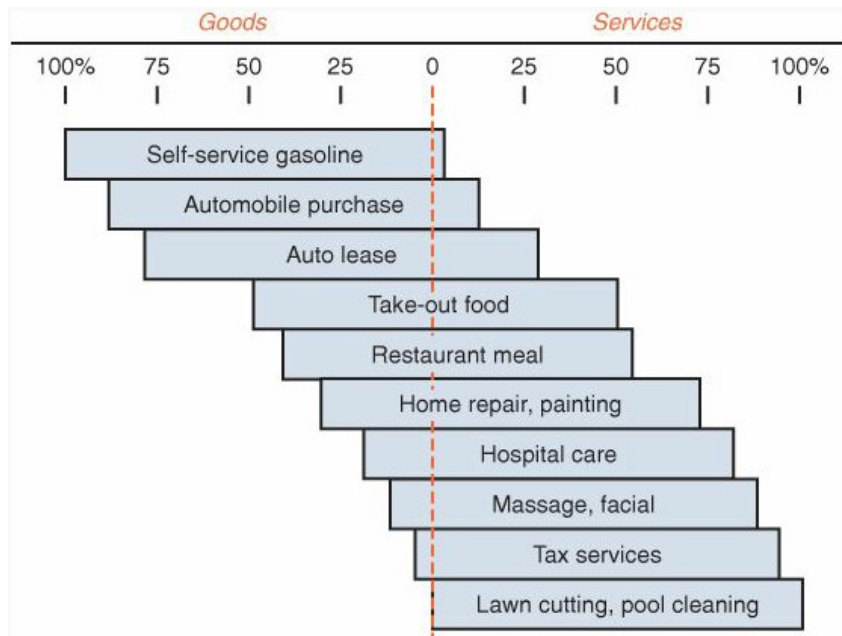 Goods Services
100% 75 50 25 0 25 50 75 100%
Self-service gasoline
Automobile purchase
Auto lease
Take-out food
Restaurant meal
Home repair, painting
Hospital care
Massage, facial
Tax services
Lawn cutting, pool cleaning